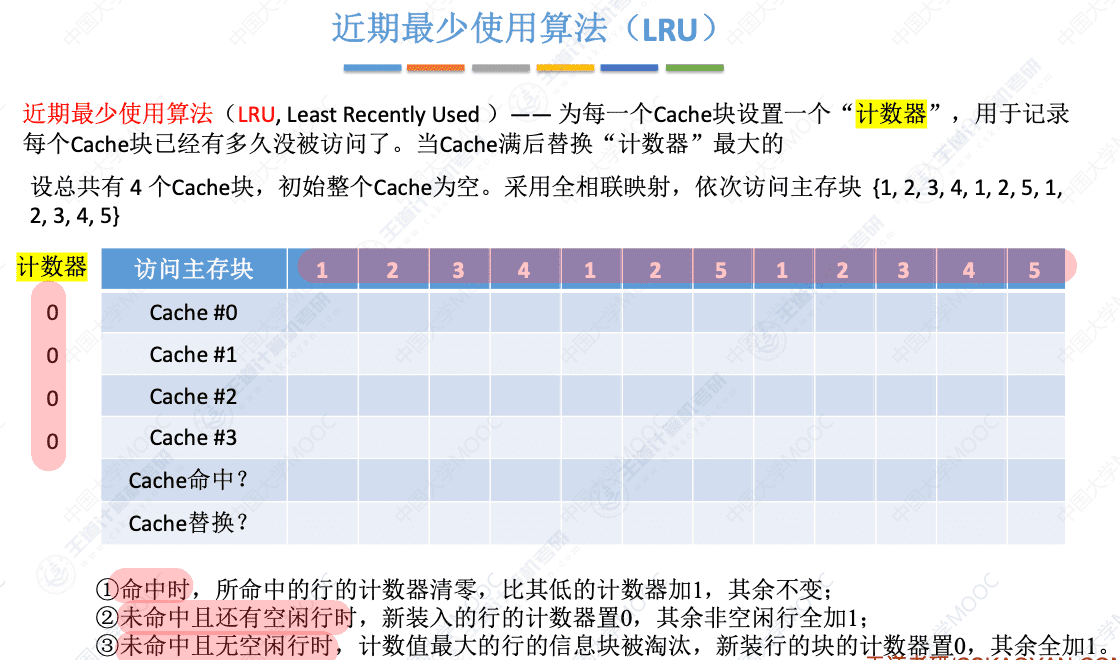 近期最少使用算法（LRU）
近期最少使用算法（LRU, Least Recently Used ）—— 为每一个Cache块设置一个“计数器”，用于记录
每个Cache块已经有多久没被访问了。当Cache满后替换“计数器”最大的
设总共有 4 个Cache块，初始整个Cache为空。采用全相联映射，依次访问主存块 {1, 2, 3, 4, 1, 2, 5, 1,
2, 3, 4, 5}
计数器 访问主存块 1 2 3 4 1 2 5 1 2 3 4 5
0 Cache #0
0 Cache #1
0 Cache #2
0 Cache #3
Cache命中？
Cache替换？
①命中时，所命中的行的计数器清零，比其低的计数器加1，其余不变；
②未命中且还有空闲行时，新装入的行的计数器置0，其余非空闲行全加1；
③未命中且无空闲行时，计数值最大的行的信息块被淘汰，新装行的块的计数器置0，其余全加1。